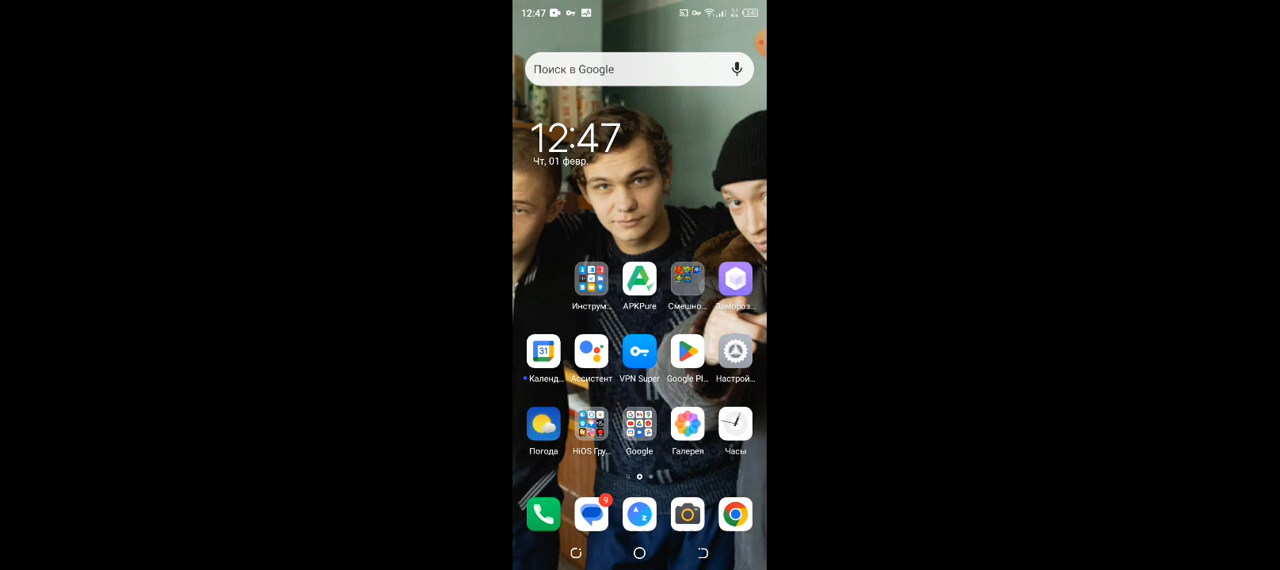 12:47
Поиск в Google
12:47
Чт, 01 февр.
Инструм...
APKPure
Смешно...
Замороз...
31
Календ...
Ассистент
VPN Super
Google Pl...
Настрой...
Погода
HiOS Гру...
Google
Галерея
Часы
9
A
Z